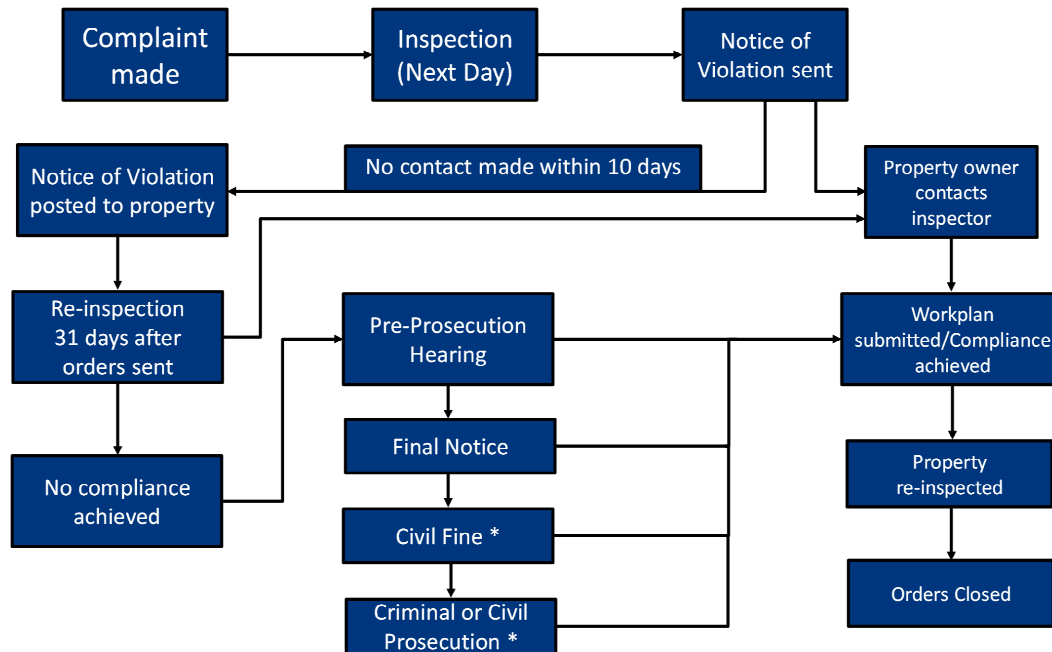 Complaint
made
Inspection
(Next Day)
Notice of
Violation sent
No contact made within 10 days
Notice of Violation
posted to property
Property owner
contacts
inspector
Re-inspection
31 days after
orders sent
Pre-Prosecution
Hearing
Workplan
submitted/Compliance
achieved
Final Notice
No compliance
achieved
Property
re-inspected
Civil Fine *
Orders Closed
Criminal or Civil
Prosecution *